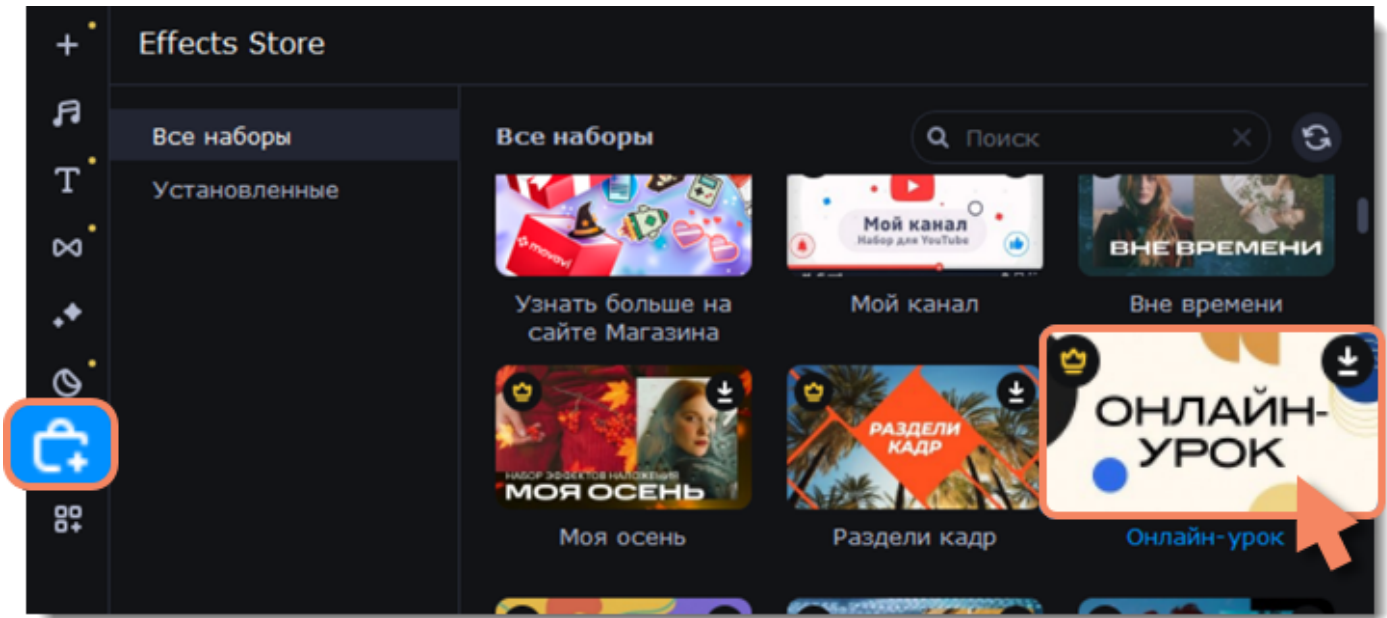 Effects Store
Все наборы
Установленные
Все наборы
Поиск
movavi
Мой канал
Набор для YouTube
ВНЕ ВРЕМЕНИ
Узнать больше на
сайте Магазина
Мой канал
Вне времени
НАБОР ЭФФЕКТОВ НАЛОЖЕНИЯ
МОЯ ОСЕНЬ
РАЗДЕЛИ
КАДР
ОНЛАЙН-
УРОК
Моя осень
Раздели кадр
Онлайн-урок